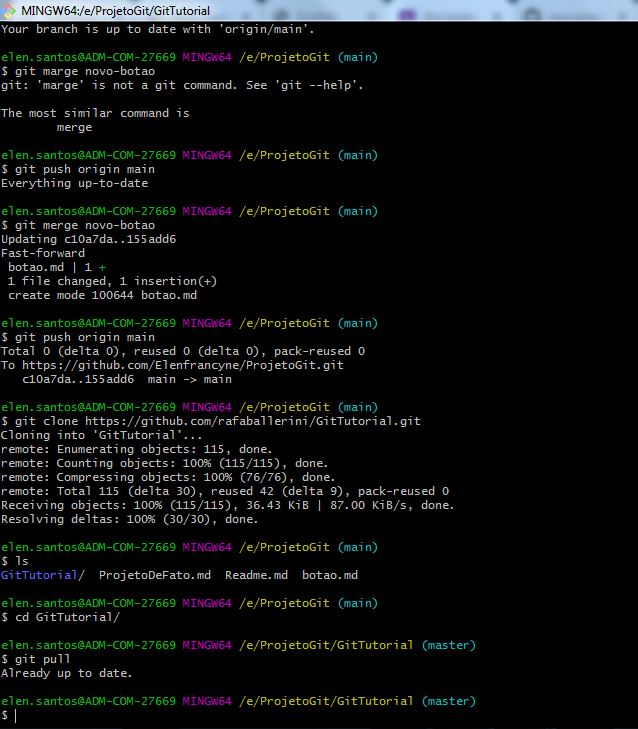 MINGW64:/e/ProjetoGit/GitTutorial
Your branch is up to date with 'origin/main'.
elen.santos@ADM-COM-27669 MINGW64 /e/ProjetoGit (main)
$ git marge novo-botao
git: 'marge' is not a git command. See 'git --help'.
The most similar command is
merge
elen.santos@ADM-COM-27669 MINGW64 /e/ProjetoGit (main)
$ git push origin main
Everything up-to-date
elen.santos@ADM-COM-27669 MINGW64 /e/ProjetoGit (main)
$ git merge novo-botao
Updating c10a7da..155add6
Fast-forward
botao.md | 1 +
1 file changed, 1 insertion(+)
create mode 100644 botao.md
elen.santos@ADM-COM-27669 MINGW64 /e/ProjetoGit (main)
$ git push origin main
Total 0 (delta 0), reused 0 (delta 0), pack-reused 0
To https://github.com/Elenfrancyne/ProjetoGit.git
c10a7da..155add6  main -> main
elen.santos@ADM-COM-27669 MINGW64 /e/ProjetoGit (main)
$ git clone https://github.com/rafaballerini/GitTutorial.git
Cloning into 'GitTutorial'...
remote: Enumerating objects: 115, done.
remote: Counting objects: 100% (115/115), done.
remote: Compressing objects: 100% (76/76), done.
remote: Total 115 (delta 30), reused 42 (delta 9), pack-reused 0
Receiving objects: 100% (115/115), 36.43 KiB | 87.00 KiB/s, done.
Resolving deltas: 100% (30/30), done.
elen.santos@ADM-COM-27669 MINGW64 /e/ProjetoGit (main)
$ ls
GitTutorial/  ProjetoDeFato.md  Readme.md  botao.md
elen.santos@ADM-COM-27669 MINGW64 /e/ProjetoGit (main)
$ cd GitTutorial/
elen.santos@ADM-COM-27669 MINGW64 /e/ProjetoGit/GitTutorial (master)
$ git pull
Already up to date.
elen.santos@ADM-COM-27669 MINGW64 /e/ProjetoGit/GitTutorial (master)
$